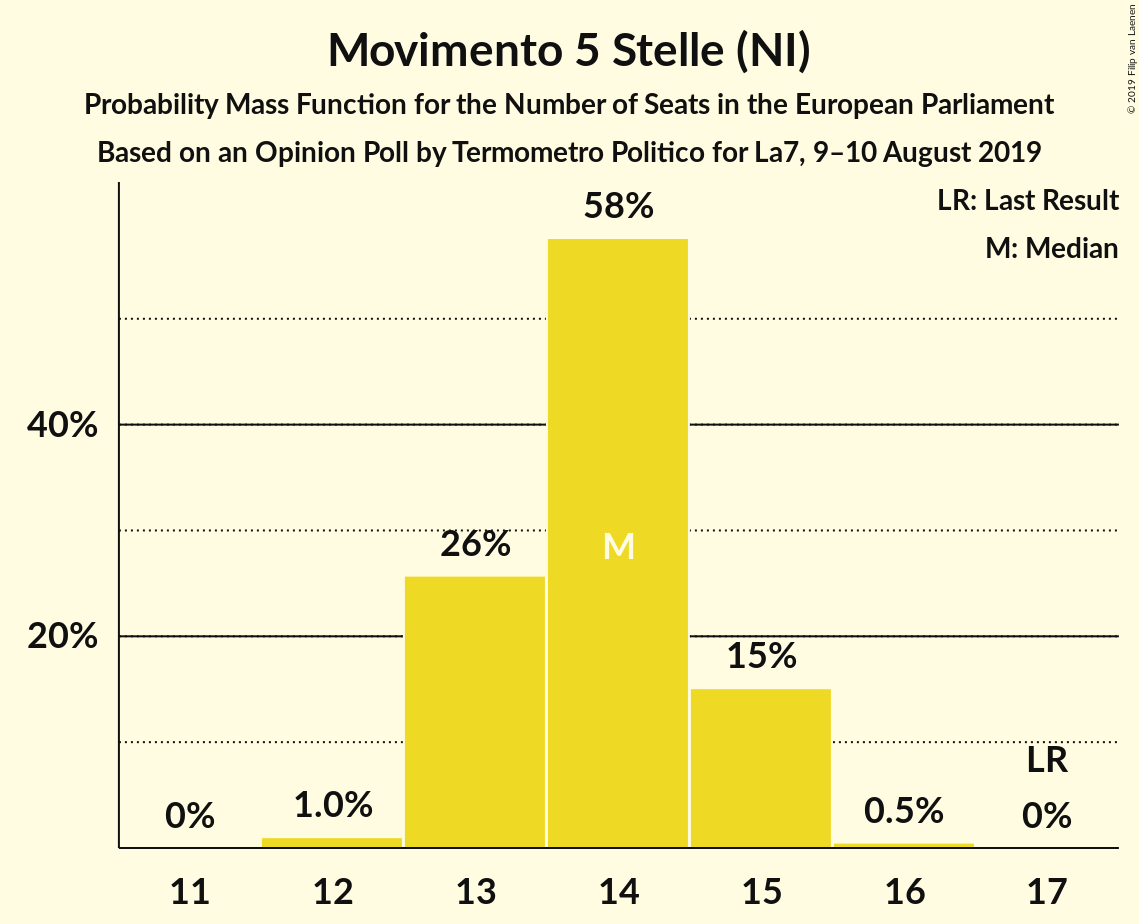 Movimento 5 Stelle (NI)
Probability Mass Function for the Number of Seats in the European Parliament
Based on an Opinion Poll by Termometro Politico for La7, 9–10 August 2019
© 2019 Filip van Laenen
LR: Last Result
M: Median
58%
40%
26%
M
20%
15%
LR
0%
1.0%
0.5%
0%
11 12 13 14 15 16 17